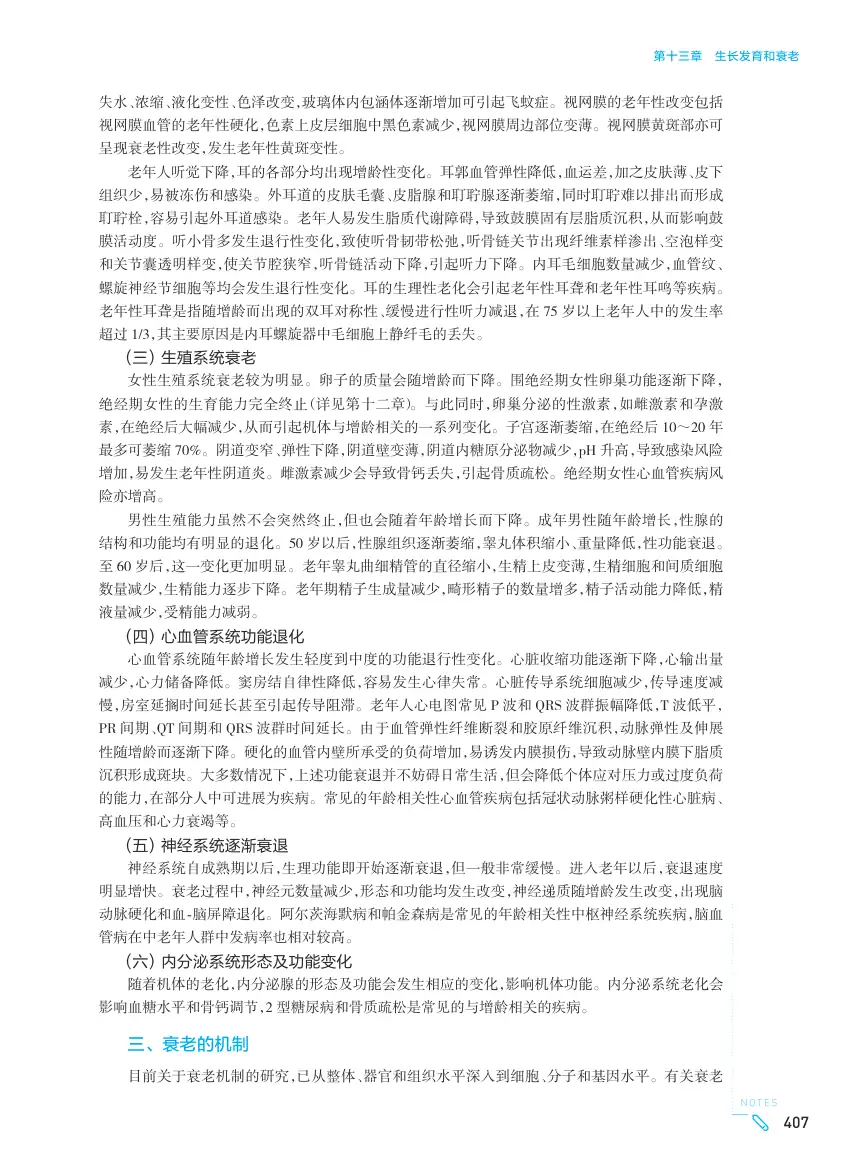 第十三章　生长发育和衰老
失水、浓缩、液化变性、色泽改变,玻璃体内包涵体逐渐增加可引起飞蚊症。视网膜的老年性改变包括
视网膜血管的老年性硬化,色素上皮层细胞中黑色素减少,视网膜周边部位变薄。视网膜黄斑部亦可
呈现衰老性改变,发生老年性黄斑变性。
老年人听觉下降,耳的各部分均出现增龄性变化。耳郭血管弹性降低,血运差,加之皮肤薄、皮下
组织少,易被冻伤和感染。外耳道的皮肤毛囊、皮脂腺和耵聍腺逐渐萎缩,同时耵聍难以排出而形成
耵聍栓,容易引起外耳道感染。老年人易发生脂质代谢障碍,导致鼓膜固有层脂质沉积,从而影响鼓
膜活动度。听小骨多发生退行性变化,致使听骨韧带松弛,听骨链关节出现纤维素样渗出、空泡样变
和关节囊透明样变,使关节腔狭窄,听骨链活动下降,引起听力下降。内耳毛细胞数量减少,血管纹、
螺旋神经节细胞等均会发生退行性变化。耳的生理性老化会引起老年性耳聋和老年性耳鸣等疾病。
老年性耳聋是指随增龄而出现的双耳对称性、缓慢进行性听力减退,在 75 岁以上老年人中的发生率
超过 1/3,其主要原因是内耳螺旋器中毛细胞上静纤毛的丢失。
（三）生殖系统衰老
女性生殖系统衰老较为明显。卵子的质量会随增龄而下降。围绝经期女性卵巢功能逐渐下降,
绝经期女性的生育能力完全终止(详见第十二章)。与此同时,卵巢分泌的性激素,如雌激素和孕激
素,在绝经后大幅减少,从而引起机体与增龄相关的一系列变化。子宫逐渐萎缩,在绝经后 10～20 年
最多可萎缩 70%。阴道变窄、弹性下降,阴道壁变薄,阴道内糖原分泌物减少,pH 升高,导致感染风险
增加,易发生老年性阴道炎。雌激素减少会导致骨钙丢失,引起骨质疏松。绝经期女性心血管疾病风
险亦增高。
男性生殖能力虽然不会突然终止,但也会随着年龄增长而下降。成年男性随年龄增长,性腺的
结构和功能均有明显的退化。50 岁以后,性腺组织逐渐萎缩,睾丸体积缩小、重量降低,性功能衰退。
至 60 岁后,这一变化更加明显。老年睾丸曲细精管的直径缩小,生精上皮变薄,生精细胞和间质细胞
数量减少,生精能力逐步下降。老年期精子生成量减少,畸形精子的数量增多,精子活动能力降低,精
液量减少,受精能力减弱。
（四）心血管系统功能退化
心血管系统随年龄增长发生轻度到中度的功能退行性变化。心脏收缩功能逐渐下降,心输出量
减少,心力储备降低。窦房结自律性降低,容易发生心律失常。心脏传导系统细胞减少,传导速度减
慢,房室延搁时间延长甚至引起传导阻滞。老年人心电图常见 P 波和 QRS 波群振幅降低,T 波低平,
PR 间期、QT 间期和 QRS 波群时间延长。由于血管弹性纤维断裂和胶原纤维沉积,动脉弹性及伸展
性随增龄而逐渐下降。硬化的血管内壁所承受的负荷增加,易诱发内膜损伤,导致动脉壁内膜下脂质
沉积形成斑块。大多数情况下,上述功能衰退并不妨碍日常生活,但会降低个体应对压力或过度负荷
的能力,在部分人中可进展为疾病。常见的年龄相关性心血管疾病包括冠状动脉粥样硬化性心脏病、
高血压和心力衰竭等。
（五）神经系统逐渐衰退
神经系统自成熟期以后,生理功能即开始逐渐衰退,但一般非常缓慢。进入老年以后,衰退速度
明显增快。衰老过程中,神经元数量减少,形态和功能均发生改变,神经递质随增龄发生改变,出现脑
动脉硬化和血-脑屏障退化。阿尔茨海默病和帕金森病是常见的年龄相关性中枢神经系统疾病,脑血
管病在中老年人群中发病率也相对较高。
（六）内分泌系统形态及功能变化
随着机体的老化,内分泌腺的形态及功能会发生相应的变化,影响机体功能。内分泌系统老化会
影响血糖水平和骨钙调节,2 型糖尿病和骨质疏松是常见的与增龄相关的疾病。
三、衰老的机制
目前关于衰老机制的研究,已从整体、器官和组织水平深入到细胞、分子和基因水平。有关衰老
NOTES
407